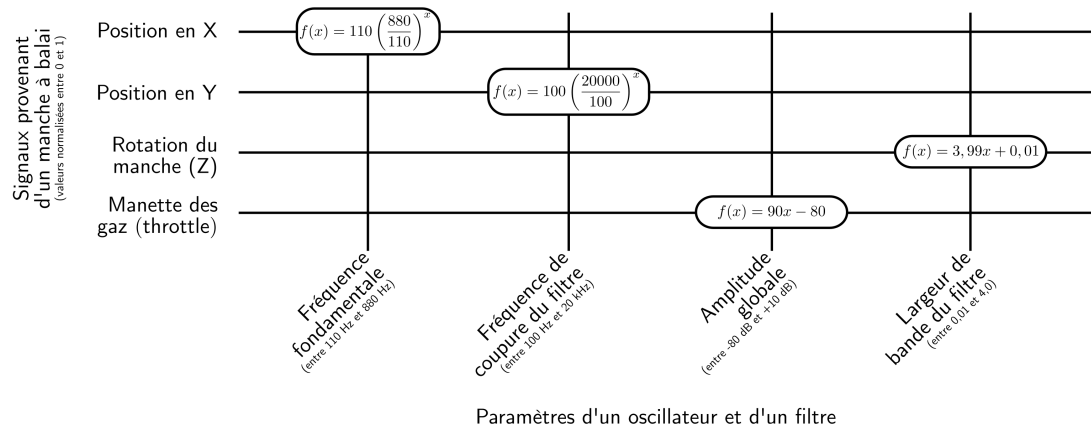 Signaux provenant
d'un manche à balai
(valeurs normalisées entre 0 et 1)
Position en X
f(x) = 110 (880/110)^x
Position en Y
f(x) = 100 (20000/100)^x
Rotation du
manche (Z)
f(x) = 3,99x + 0,01
Manette des
gaz (throttle)
f(x) = 90x − 80
Fréquence
fondamentale
(entre 110 Hz et 880 Hz)
Fréquence de
coupure du filtre
(entre 100 Hz et 20 kHz)
Amplitude
globale
(entre -80 dB et +10 dB)
Largeur de
bande du filtre
(entre 0,01 et 4,0)
Paramètres d'un oscillateur et d'un filtre